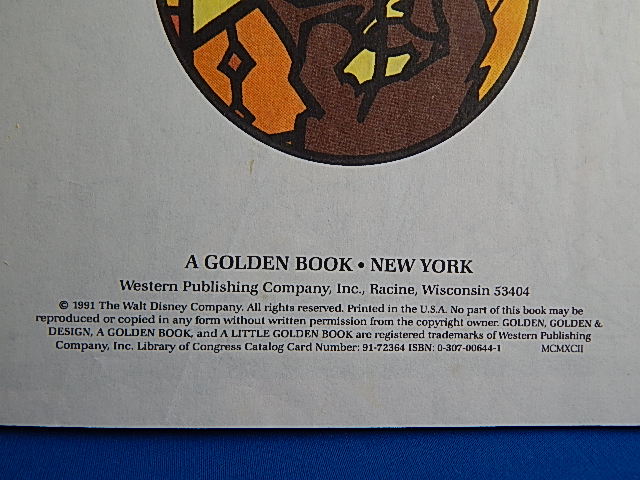 A GOLDEN BOOK • NEW YORK
Western Publishing Company, Inc., Racine, Wisconsin 53404
© 1991 The Walt Disney Company. All rights reserved. Printed in the U.S.A. No part of this book may be
reproduced or copied in any form without written permission from the copyright owner. GOLDEN, GOLDEN &
DESIGN, A GOLDEN BOOK, and A LITTLE GOLDEN BOOK are registered trademarks of Western Publishing
Company, Inc. Library of Congress Catalog Card Number: 91-72364 ISBN: 0-307-00644-1 MCMXCII